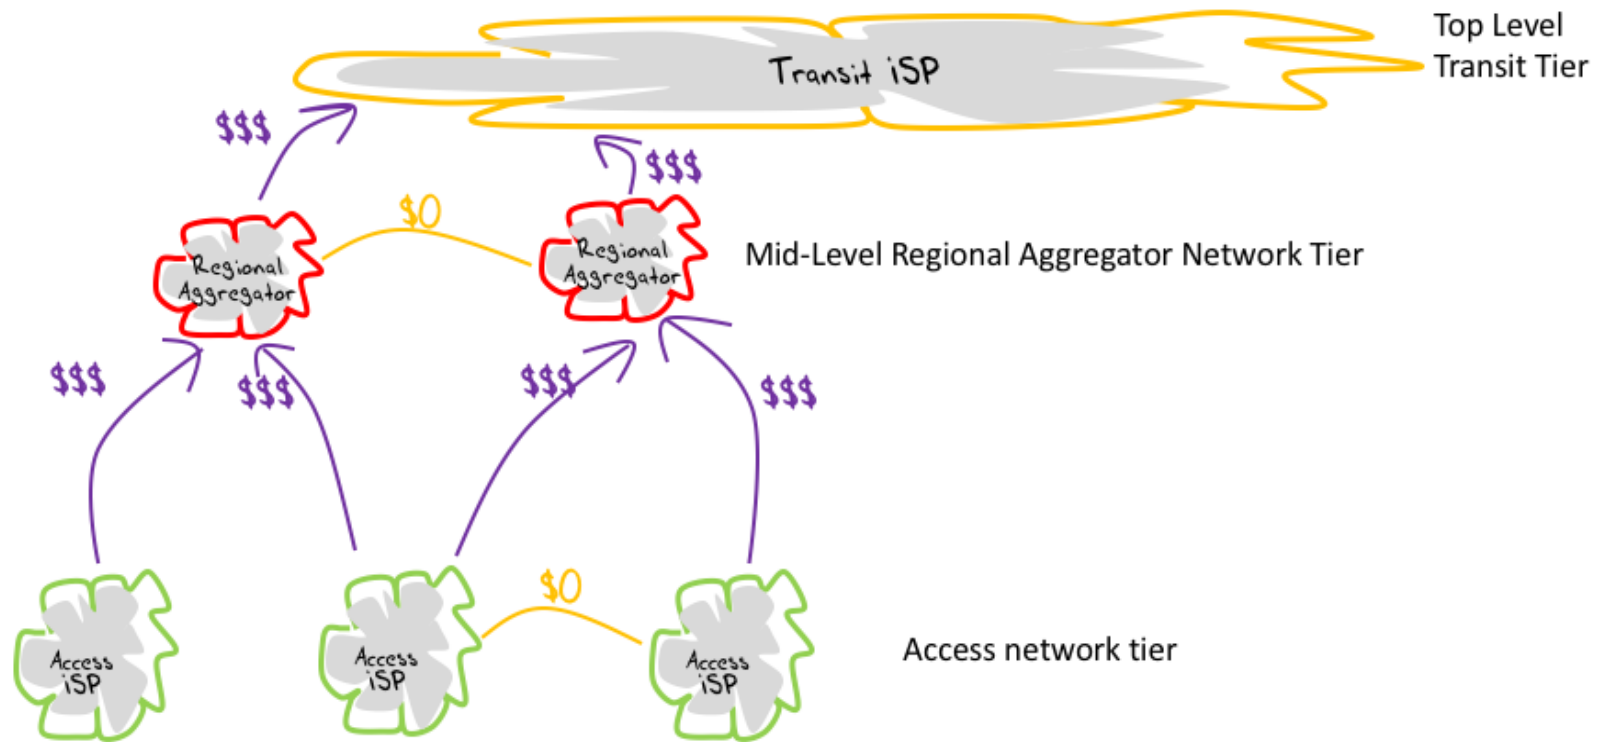 Top Level
Transit Tier
Transit iSP
$$$
$$$
$0
Regional
Aggregator
Regional
Aggregator
Mid-Level Regional Aggregator Network Tier
$$$
$$$
$$$
$$$
$0
Access
iSP
Access
iSP
Access
iSP
Access network tier